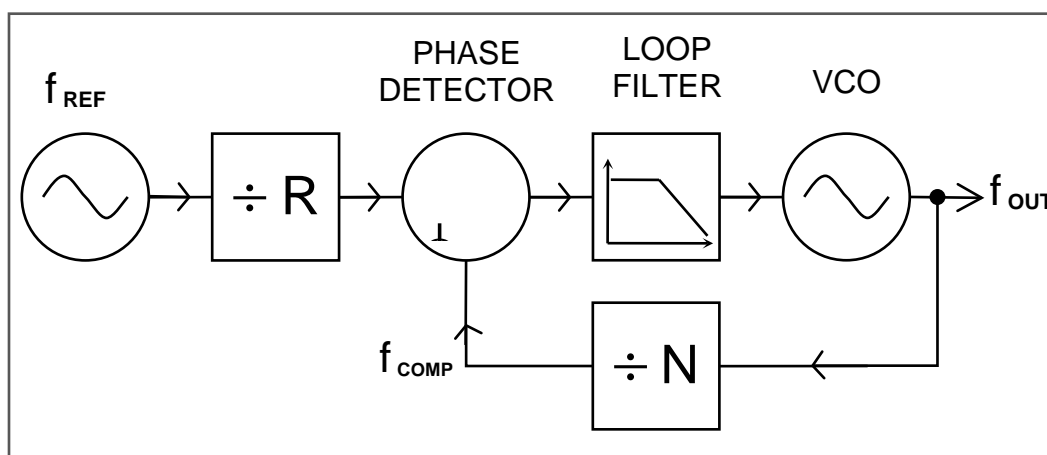 PHASE
DETECTOR
LOOP
FILTER
VCO
f REF
÷ R
f OUT
f COMP
÷ N